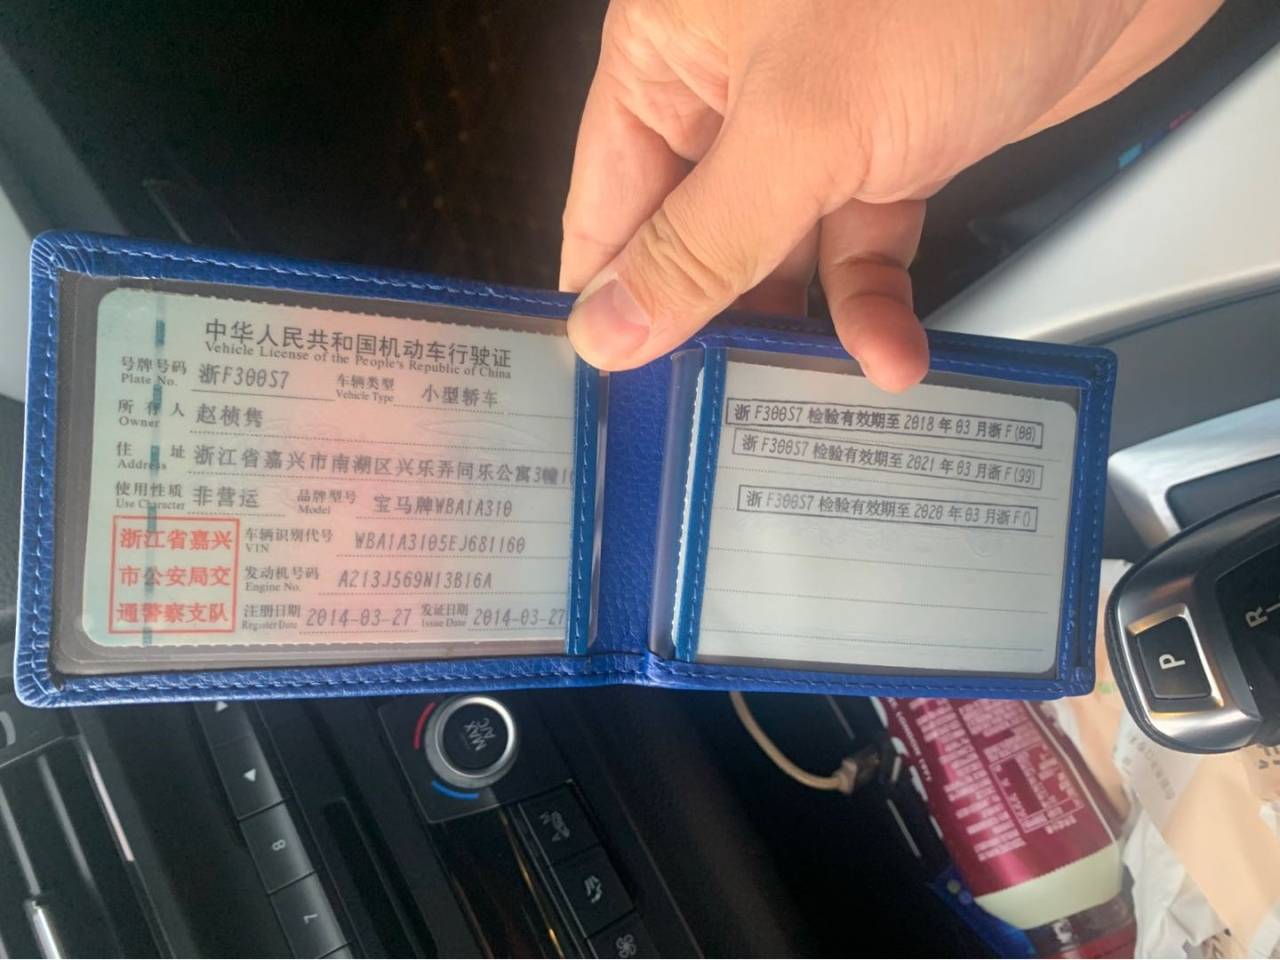 中华人民共和国机动车行驶证
Vehicle License of the People's Republic of China
号牌号码 浙F300S7 车辆类型 小型轿车
Plate No. Vehicle Type
所有人 赵桢隽
Owner
住址 浙江省嘉兴市南湖区兴乐弄同乐公寓3幢
Address
使用性质 非营运 品牌型号 宝马牌WBA1A310
Use Character Model
浙江省嘉兴
市公安局交
通警察支队
车辆识别代号 WBA1A3105EJ681160
VIN
发动机号码 A213J569N13B16A
Engine No.
注册日期 2014-03-27 发证日期 2014-03-27
Register Date Issue Date
浙F300S7 检验有效期至2018年03月浙F(00)
浙F300S7 检验有效期至2021年03月浙F(99)
浙F300S7 检验有效期至2020年03月浙F()
P
R
MAX
A/C
8
7